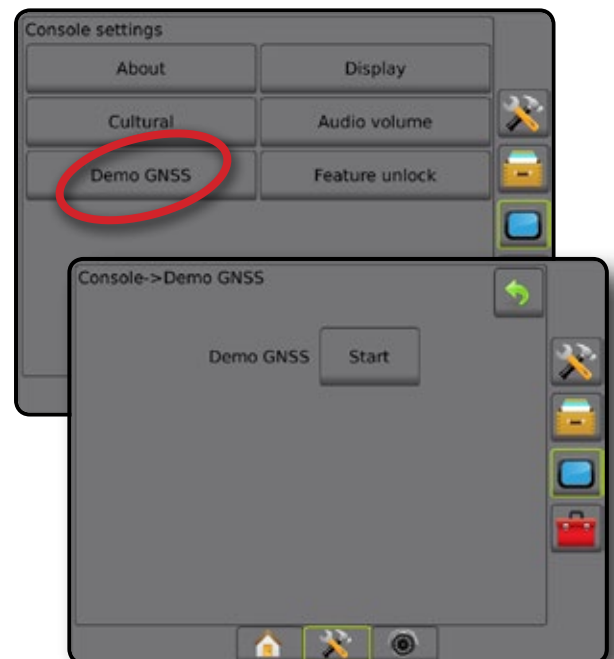 Console settings
About Display
Cultural Audio volume
Demo GNSS Feature unlock
Console->Demo GNSS
Demo GNSS Start